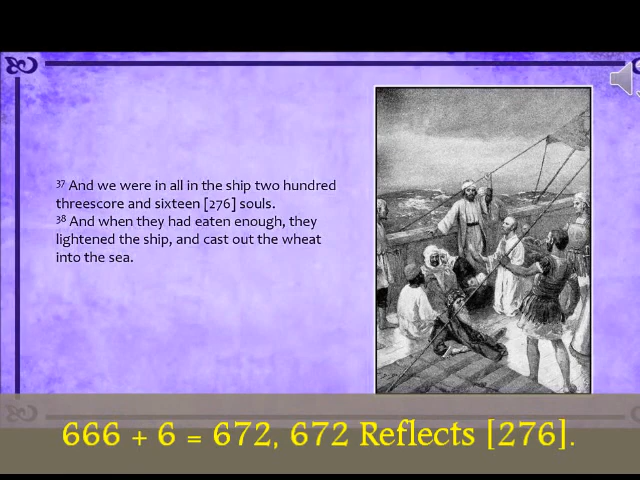 37 And we were in all in the ship two hundred
threescore and sixteen [276] souls.
38 And when they had eaten enough, they
lightened the ship, and cast out the wheat
into the sea.
666 + 6 = 672, 672 Reflects [276].